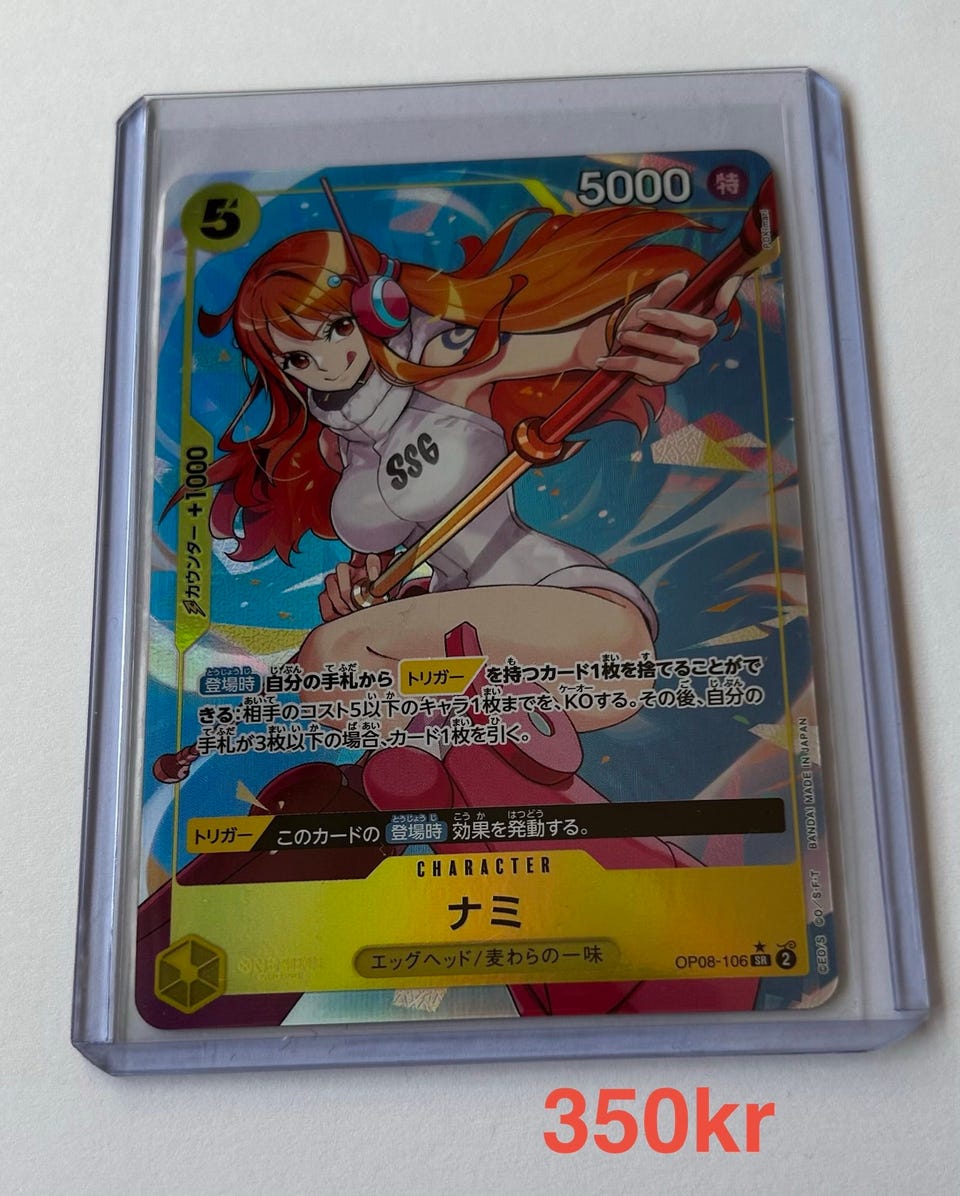 5
5000 特
カウンター +1000
SSG
登場時 自分の手札から トリガー を持つカード1枚を捨てることがで
きる:相手のコスト5以下のキャラ1枚までを、KOする。その後、自分の
手札が3枚以下の場合、カード1枚を引く。
トリガー このカードの 登場時 効果を発動する。
CHARACTER
ナミ
エッグヘッド/麦わらの一味
OP08-106 ★ SR 2
BANDAI MADE IN JAPAN
350kr